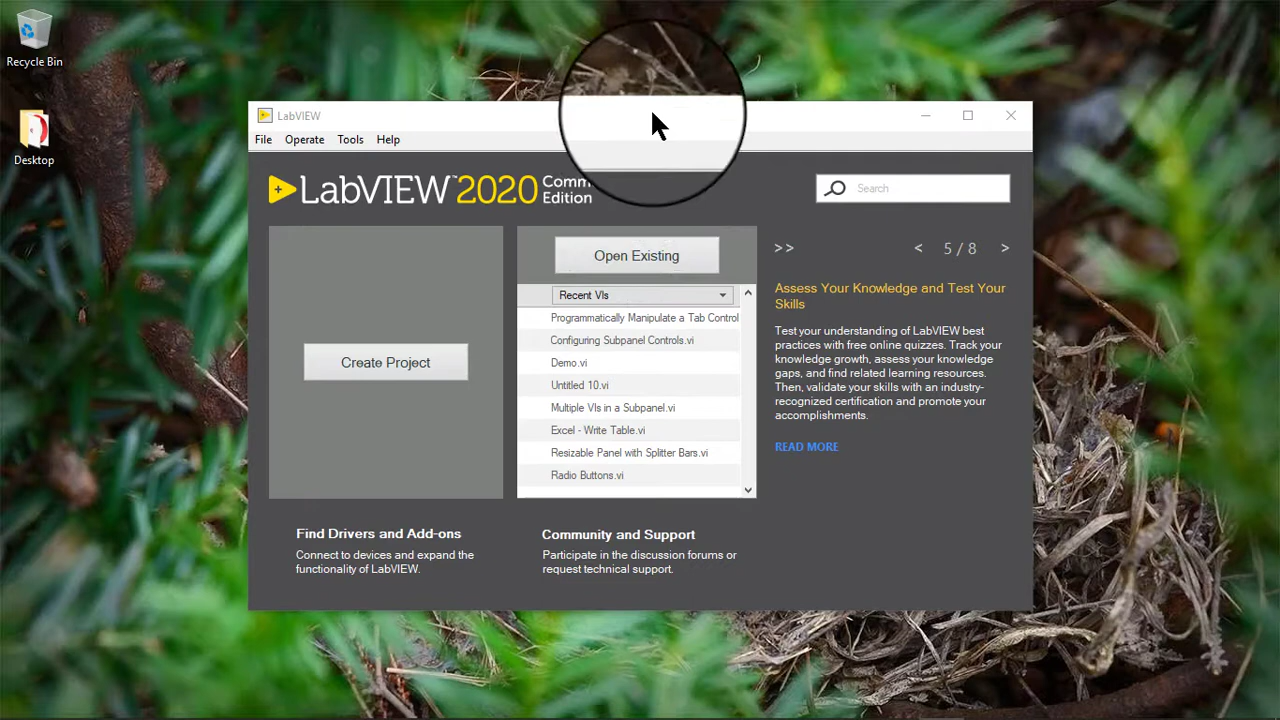 Recycle Bin
Desktop
LabVIEW
File Operate Tools Help
LabVIEW™ 2020
Edition
Search
Create Project
Open Existing
Recent VIs
Programmatically Manipulate a Tab Control
Configuring Subpanel Controls.vi
Demo.vi
Untitled 10.vi
Multiple VIs in a Subpanel.vi
Excel - Write Table.vi
Resizable Panel with Splitter Bars.vi
Radio Buttons.vi
>> < 5 / 8 >
Assess Your Knowledge and Test Your
Skills
Test your understanding of LabVIEW best
practices with free online quizzes. Track your
knowledge growth, assess your knowledge
gaps, and find related learning resources.
Then, validate your skills with an industry-
recognized certification and promote your
accomplishments.
READ MORE
Find Drivers and Add-ons
Connect to devices and expand the
functionality of LabVIEW.
Community and Support
Participate in the discussion forums or
request technical support.